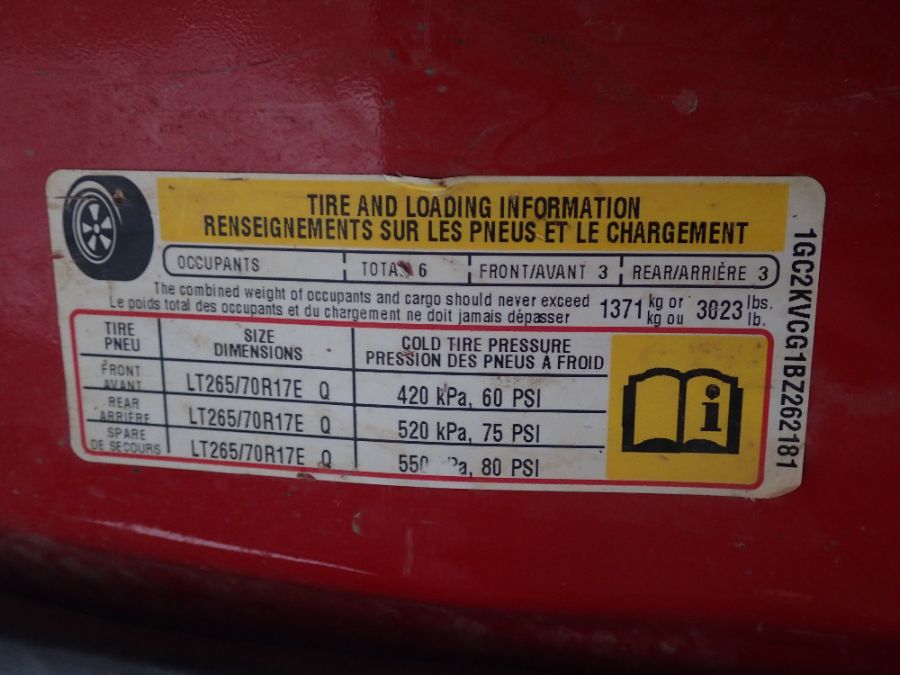 TIRE AND LOADING INFORMATION
RENSEIGNEMENTS SUR LES PNEUS ET LE CHARGEMENT
OCCUPANTS TOTAL 6 FRONT/AVANT 3 REAR/ARRIÈRE 3
The combined weight of occupants and cargo should never exceed 1371 kg or 3023 lbs.
Le poids total des occupants et du chargement ne doit jamais dépasser kg ou lb.
TIRE SIZE COLD TIRE PRESSURE
PNEU DIMENSIONS PRESSION DES PNEUS À FROID
FRONT
AVANT LT265/70R17E Q 420 kPa, 60 PSI
REAR
ARRIÈRE LT265/70R17E Q 520 kPa, 75 PSI
SPARE
DE SECOURS LT265/70R17E Q 550 kPa, 80 PSI
1GC2KVCG1BZ262181